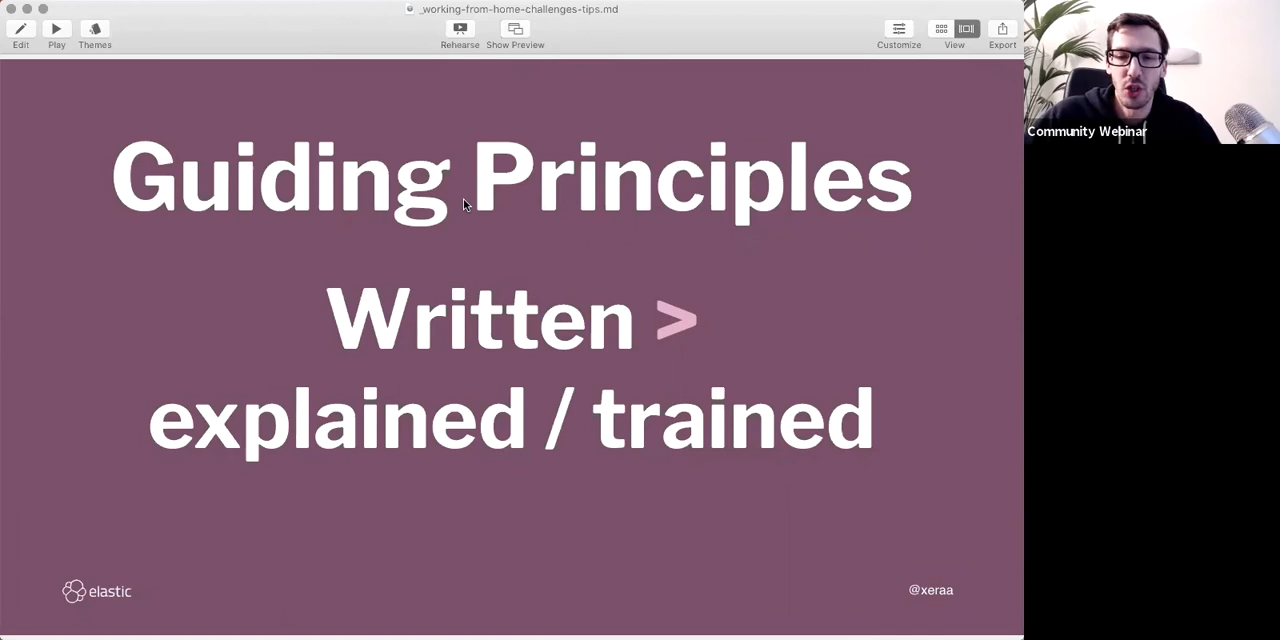 _working-from-home-challenges-tips.md
Edit
Play
Themes
Rehearse
Show Preview
Customize
View
Export
Community Webinar
Guiding Principles
Written >
explained / trained
elastic
@xeraa